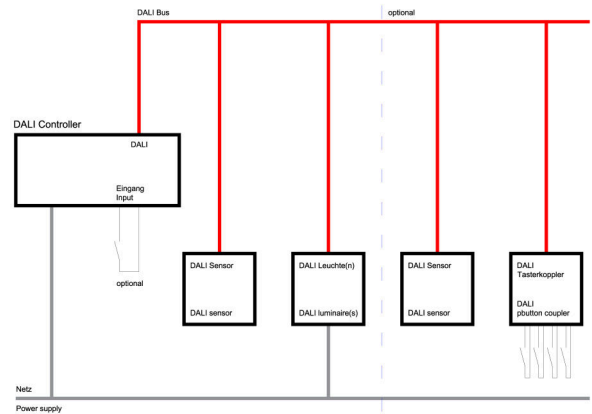 DALI Bus
optional
DALI Controller
DALI
Eingang
Input
optional
DALI Sensor
DALI sensor
DALI Leuchte(n)
DALI luminaire(s)
DALI Sensor
DALI sensor
DALI
Tasterkoppler
DALI
pbutton coupler
Netz
Power supply